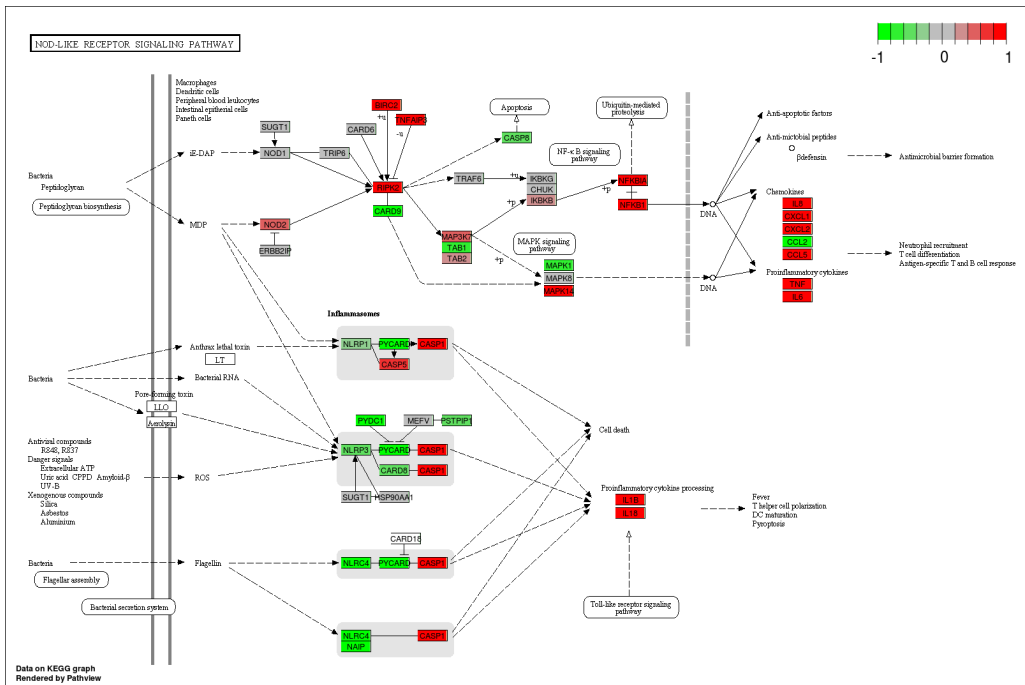 NOD-LIKE RECEPTOR SIGNALING PATHWAY
-1 0 1
Macrophages
Dendritic cells
Peripheral blood leukocytes
Intestinal epitherial cells
Paneth cells
SUGT1
iE-DAP
NOD1
TRIP6
CARD6
BIRC2
TNFAIP3
+u
-u
RIPK2
CARD9
Bacteria
Peptidoglycan
Peptidoglycan biosynthesis
MDP
NOD2
ERBB2IP
Apoptosis
CASP8
Ubiquitin-mediated
proteolysis
NF-κ B signaling
pathway
TRAF6
+u
IKBKG
CHUK
IKBKB
+p
+p
NFKBIA
NFKB1
MAP3K7
TAB1
TAB2
+p
MAPK signaling
pathway
MAPK1
MAPK8
MAPK14
DNA
DNA
Anti-apoptotic factors
Anti-mictobial peptides
βdefensin
Antimicrobial barrier formation
Chemokines
IL8
CXCL1
CXCL2
CCL2
CCL5
Neutrophil recruitment
T cell differentiation
Antigen-specific T and B cell response
Proinflammatory cytokines
TNF
IL6
Inflammasomes
Bacteria
Anthrax lethal toxin
LT
NLRP1
PYCARD
CASP1
CASP5
Bacterial RNA
Pore-forming toxin
LLO
Aerolysin
PYDC1
MEFV
PSTPIP1
NLRP3
PYCARD
CASP1
CARD8
CASP1
SUGT1
HSP90AA1
Antiviral compounds
R848, R837
Danger signals
Extracellular ATP
Uric acid CPPD Amyloid-β
UV-B
Xenogenous compounds
Silica
Asbestos
Aluminium
ROS
Cell death
Proinflammatory cytokine processing
IL1B
IL18
Fever
T helper cell polarization
DC maturation
Pyroptosis
Bacteria
Flagellar assembly
Flagellin
CARD18
NLRC4
PYCARD
CASP1
Bacterial secretion system
Toll-like receptor signaling
pathway
NLRC4
CASP1
NAIP
Data on KEGG graph
Rendered by Pathview